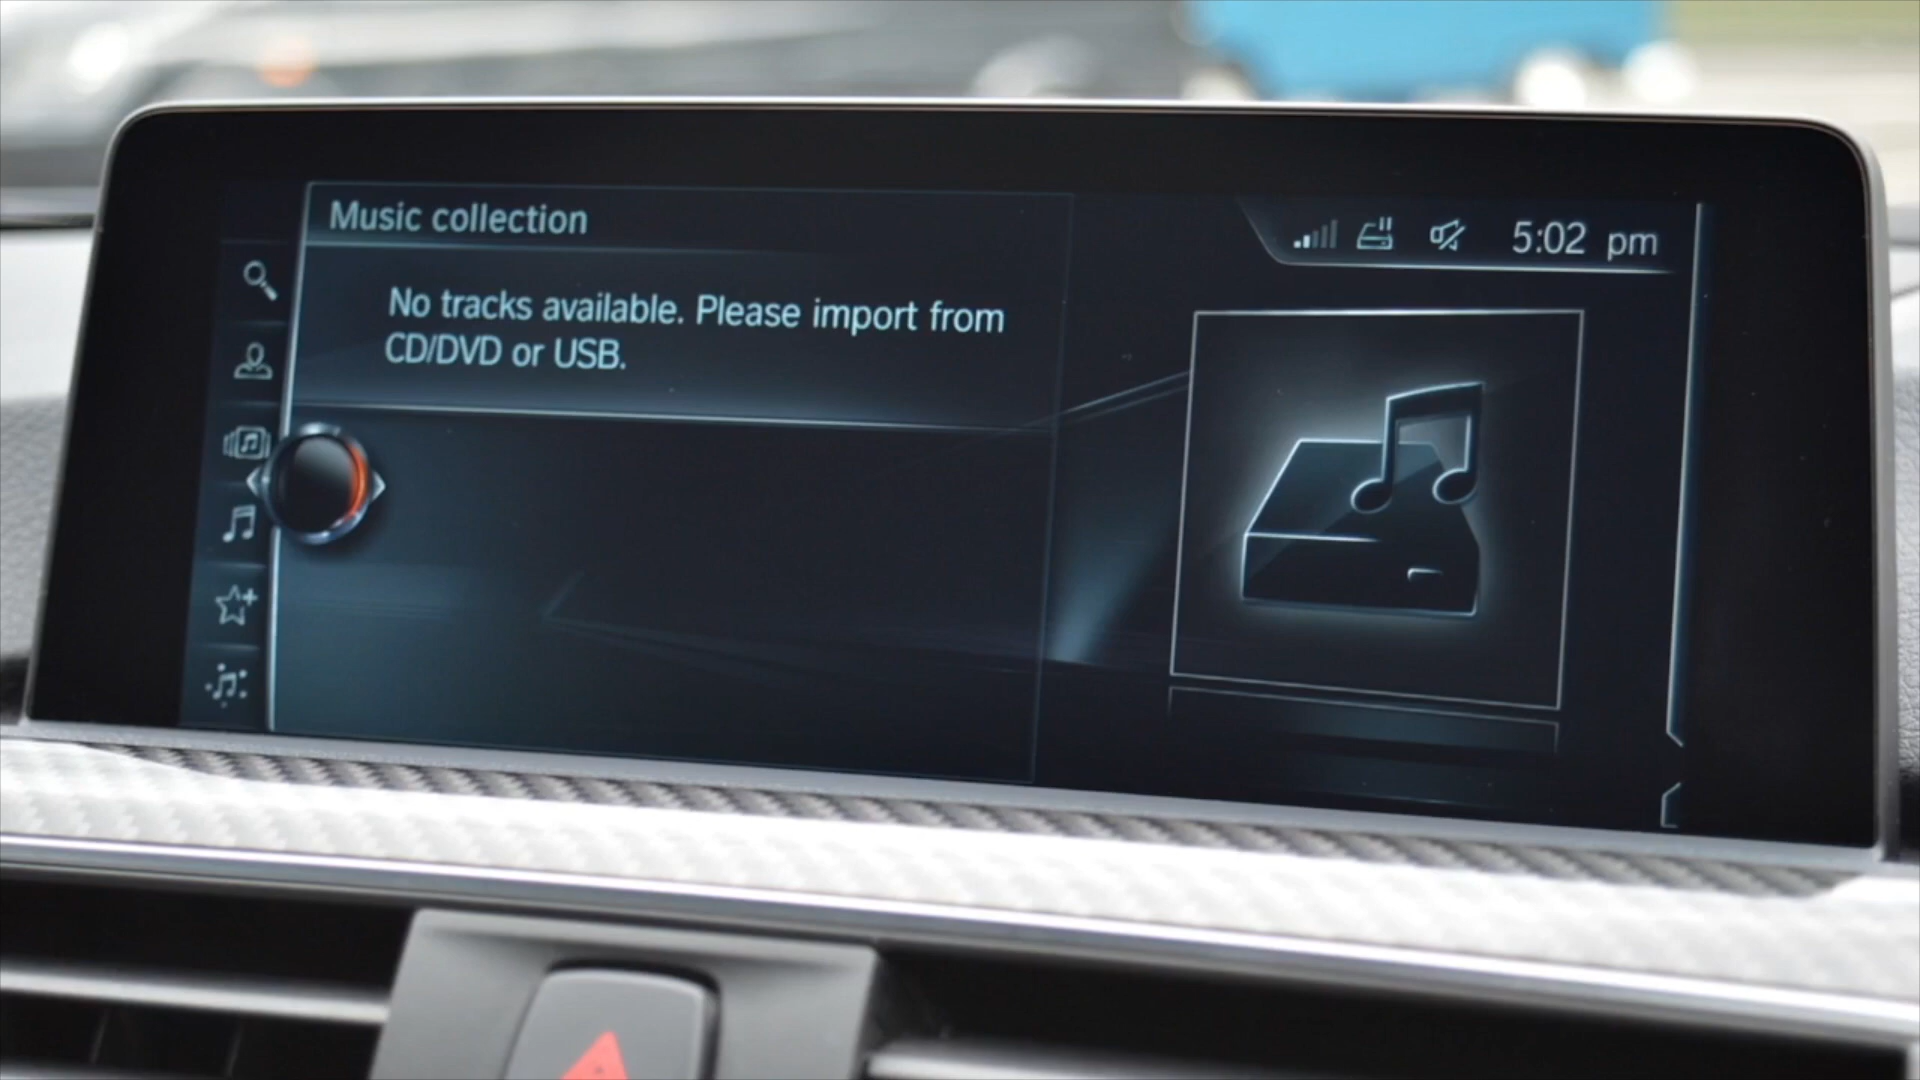 Music collection
5:02 pm
No tracks available. Please import from
CD/DVD or USB.